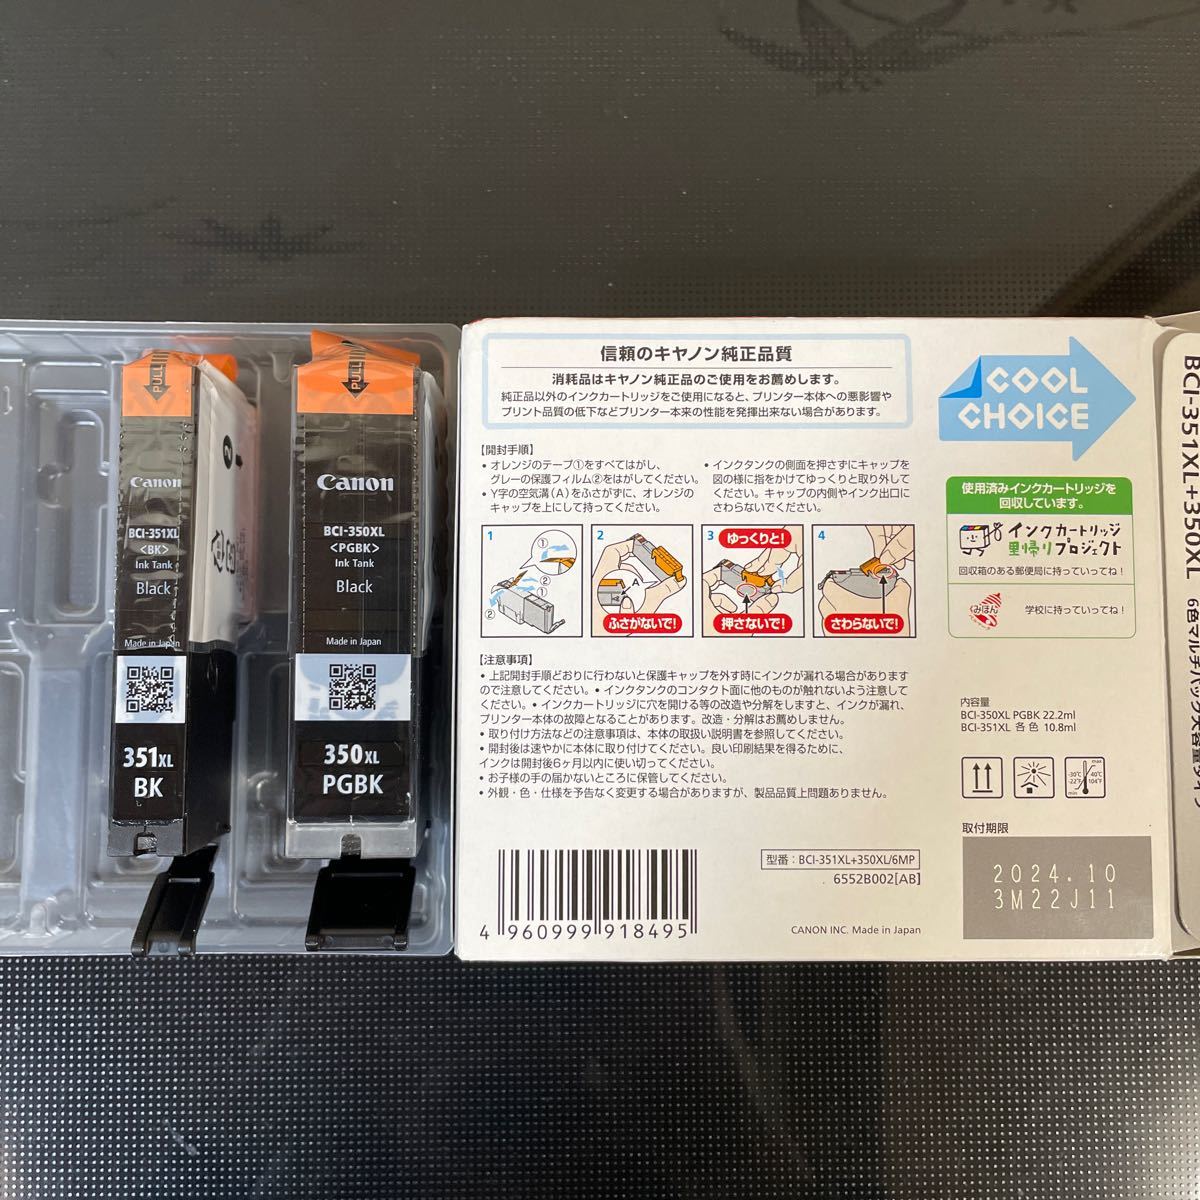 PULL
Canon
BCI-351XL
<BK>
Ink Tank
Black
Made in Japan
351XL
BK
2
PULL
Canon
BCI-350XL
<PGBK>
Ink Tank
Black
Made in Japan
350XL
PGBK
信頼のキヤノン純正品質
消耗品はキヤノン純正品のご使用をお薦めします。
純正品以外のインクカートリッジをご使用になると、プリンター本体への悪影響や
プリント品質の低下などプリンター本来の性能を発揮出来ない場合があります。
COOL
CHOICE
【開封手順】
・オレンジのテープ①をすべてはがし、
グレーの保護フィルム②をはがしてください。
・Y字の空気溝(A)をふさがずに、オレンジの
キャップを上にして持ってください。
・インクタンクの側面を押さずにキャップを
図の様に指をかけてゆっくりと取り外して
ください。キャップの内側やインク出口に
さわらないでください。
1
①
②
①
②
2
A
ふさがないで!
3
ゆっくりと!
押さないで!
4
さわらないで!
【注意事項】
・上記開封手順どおりに行わないと保護キャップを外す時にインクが漏れる場合があります
ので注意してください。・インクタンクのコンタクト面に他のものが触れないよう注意して
ください。・インクカートリッジに穴を開ける等の改造や分解をしますと、インクが漏れ、
プリンター本体の故障となることがあります。改造・分解はお薦めしません。
・取り付け方法などの注意事項は、本体の取扱い説明書を参照してください。
・開封後は速やかに本体に取り付けてください。良い印刷結果を得るために、
インクは開封後6ヶ月以内に使い切ってください。
・お子様の手の届かないところに保管してください。
・外観・色・仕様を予告なく変更する場合がありますが、製品品質上問題ありません。
使用済みインクカートリッジを
回収しています。
インクカートリッジ
里帰りプロジェクト
回収箱のある郵便局に持っていってね!
みほん
学校に持っていってね!
内容量
BCI-350XL PGBK 22.2ml
BCI-351XL 各色 10.8ml
-30℃
-22°F
min
max
40℃
104°F
取付期限
2024.10
3M22J11
型番：BCI-351XL+350XL/6MP
6552B002[AB]
4 960999 918495
CANON INC. Made in Japan
BCI-351XL+350XL
6色マルチパック大容量タイプ